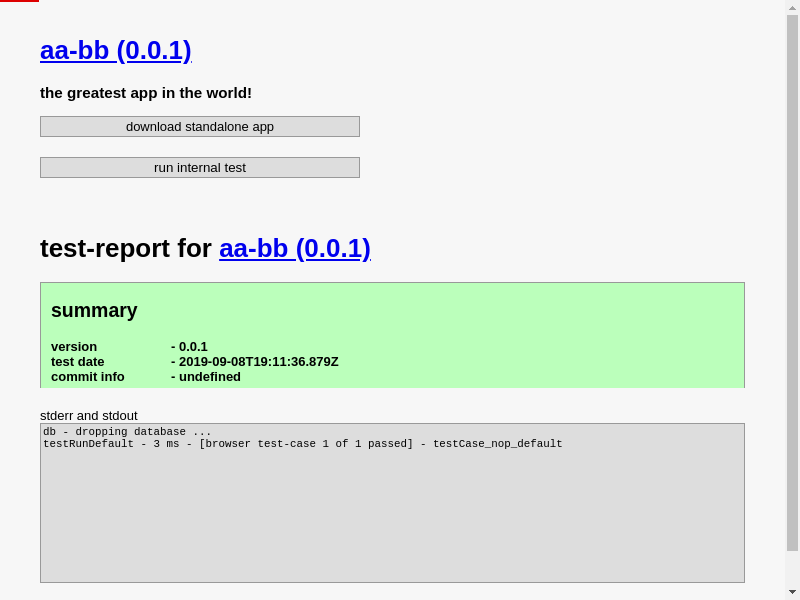 aa-bb (0.0.1)
the greatest app in the world!
download standalone app
run internal test
test-report for aa-bb (0.0.1)
summary
version - 0.0.1
test date - 2019-09-08T19:11:36.879Z
commit info - undefined
stderr and stdout
db - dropping database ...
testRunDefault - 3 ms - [browser test-case 1 of 1 passed] - testCase_nop_default